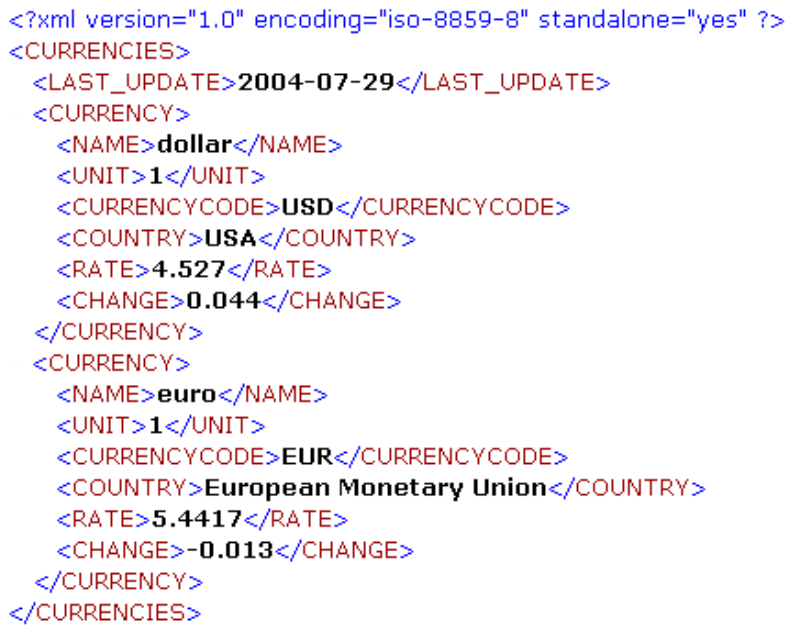 <?xml version="1.0" encoding="iso-8859-8" standalone="yes" ?>
<CURRENCIES>
<LAST_UPDATE>2004-07-29</LAST_UPDATE>
<CURRENCY>
<NAME>dollar</NAME>
<UNIT>1</UNIT>
<CURRENCYCODE>USD</CURRENCYCODE>
<COUNTRY>USA</COUNTRY>
<RATE>4.527</RATE>
<CHANGE>0.044</CHANGE>
</CURRENCY>
<CURRENCY>
<NAME>euro</NAME>
<UNIT>1</UNIT>
<CURRENCYCODE>EUR</CURRENCYCODE>
<COUNTRY>European Monetary Union</COUNTRY>
<RATE>5.4417</RATE>
<CHANGE>-0.013</CHANGE>
</CURRENCY>
</CURRENCIES>